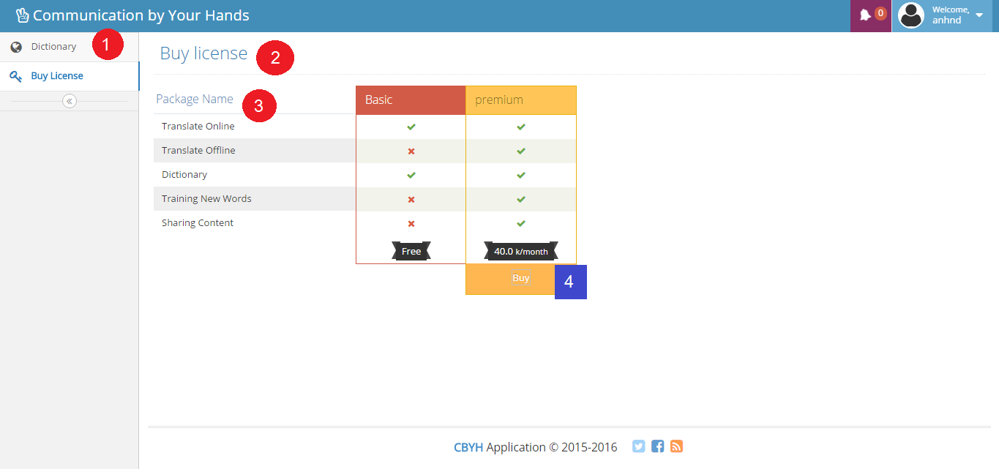 Communication by Your Hands
0
Welcome,
anhnd
Dictionary
1
Buy License
Buy license
2
Package Name
3
Basic
premium
Translate Online
Translate Offline
Dictionary
Training New Words
Sharing Content
Free
40.0 k/month
Buy
4
CBYH Application © 2015-2016